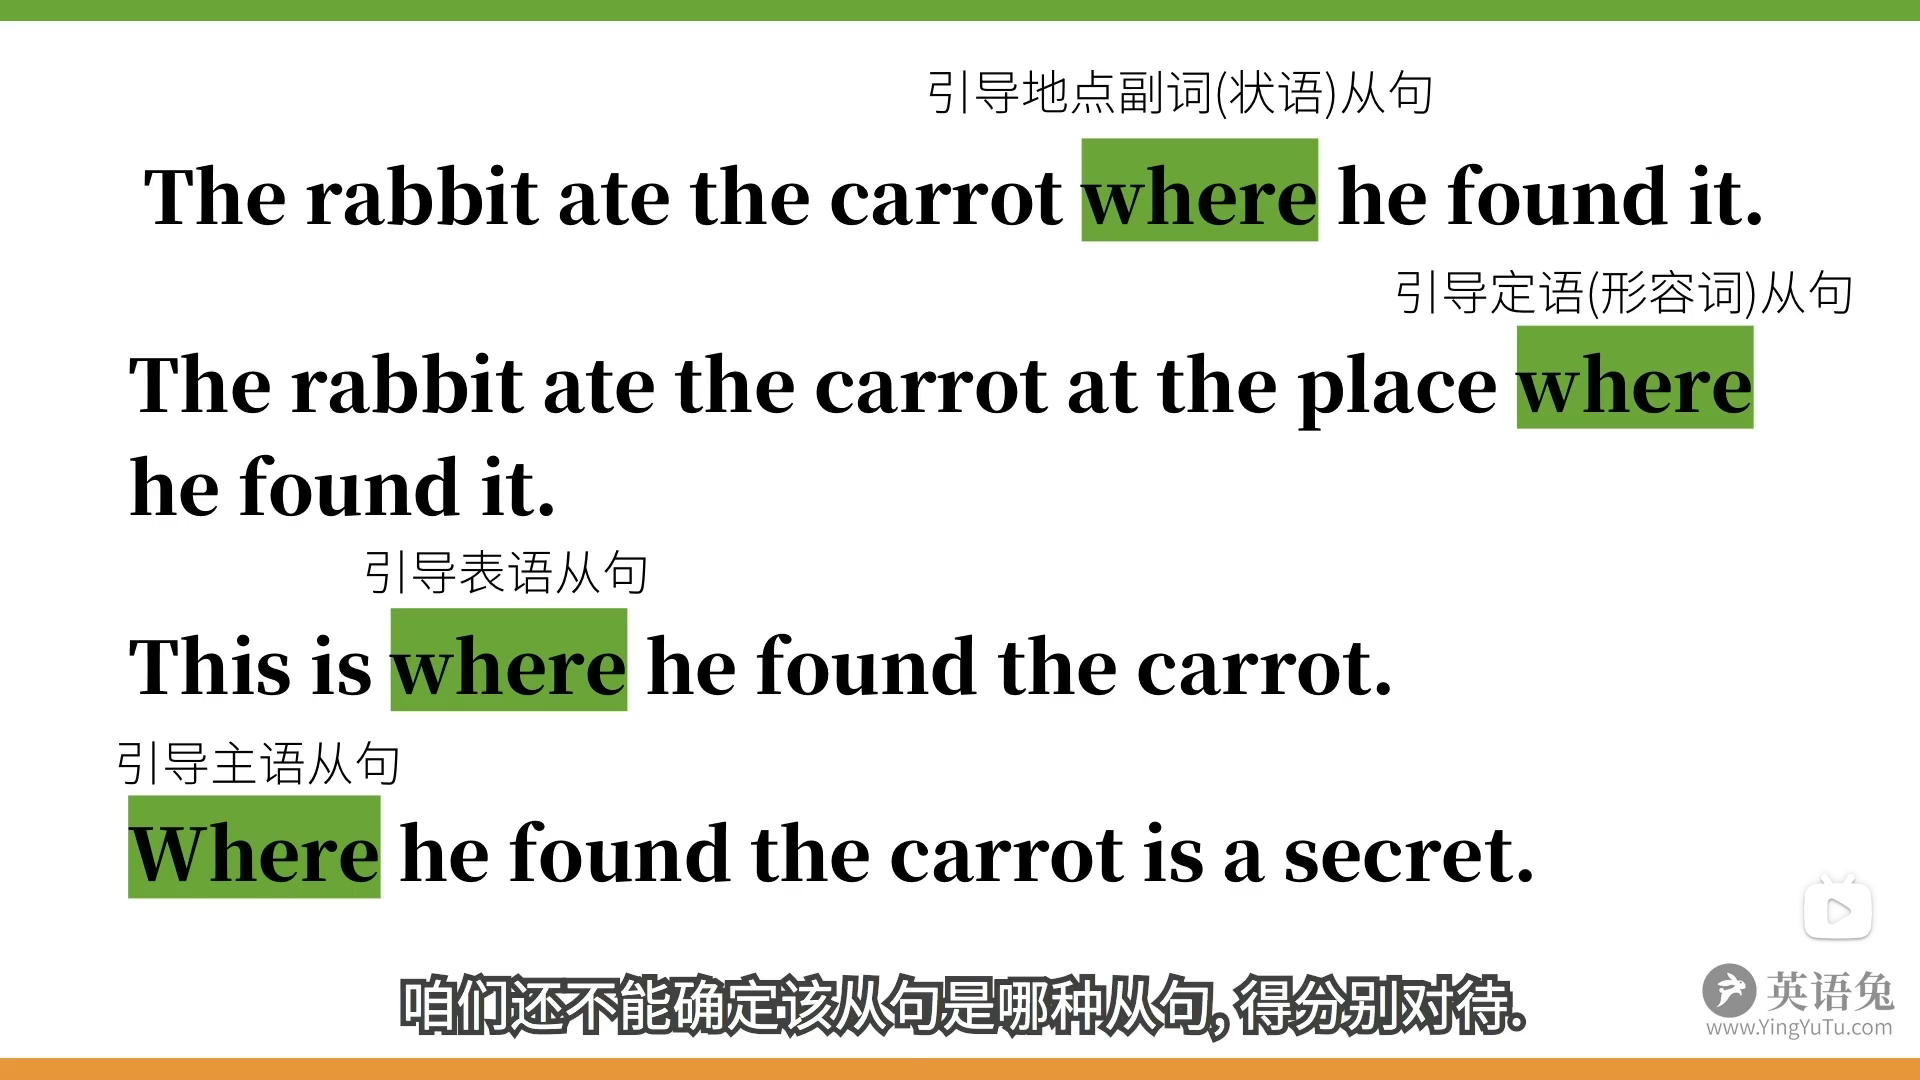 引导地点副词(状语)从句
The rabbit ate the carrot where he found it.
引导定语(形容词)从句
The rabbit ate the carrot at the place where
he found it.
引导表语从句
This is where he found the carrot.
引导主语从句
Where he found the carrot is a secret.
咱们还不能确定该从句是哪种从句, 得分别对待.
英语兔
www.YingYuTu.com